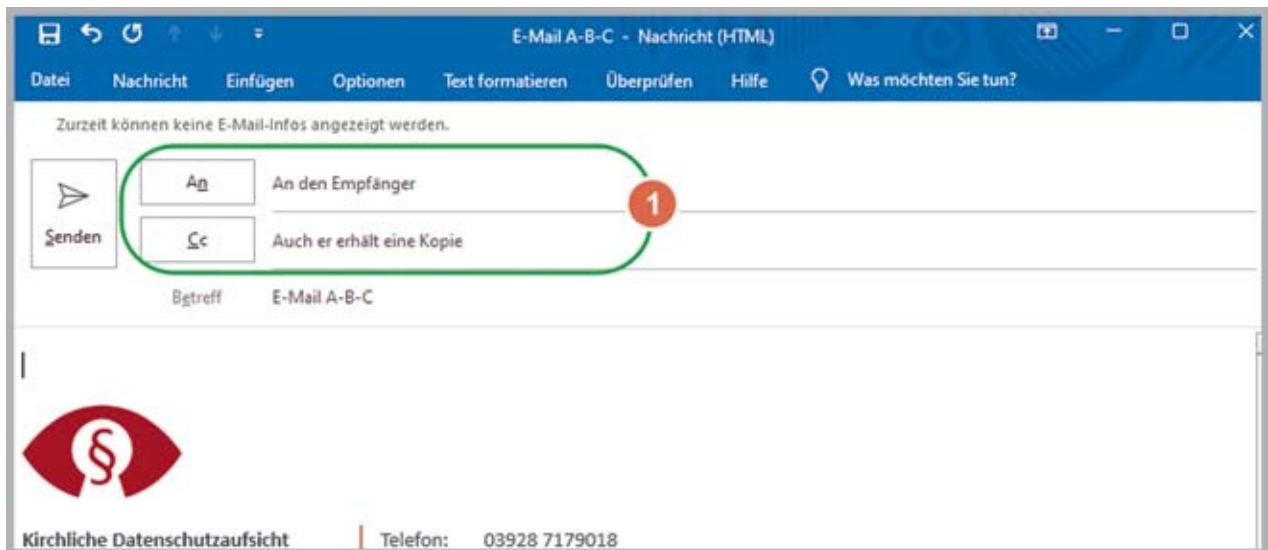 E-Mail A-B-C - Nachricht (HTML)
Datei Nachricht Einfügen Optionen Text formatieren Überprüfen Hilfe Was möchten Sie tun?
Zurzeit können keine E-Mail-Infos angezeigt werden.
An An den Empfänger
1
Senden Cc Auch er erhält eine Kopie
Betreff E-Mail A-B-C
§
Kirchliche Datenschutzaufsicht Telefon: 03928 7179018